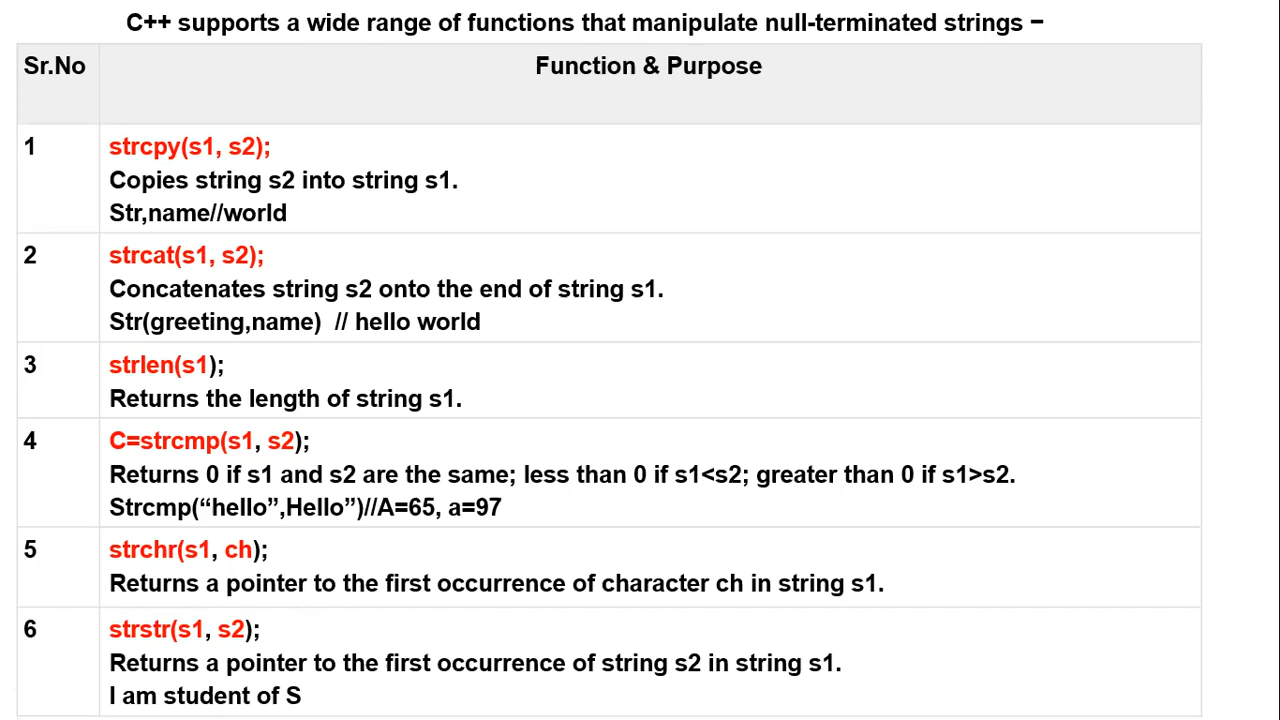 C++ supports a wide range of functions that manipulate null-terminated strings −
Sr.No
Function & Purpose
1
strcpy(s1, s2);
Copies string s2 into string s1.
Str,name//world
2
strcat(s1, s2);
Concatenates string s2 onto the end of string s1.
Str(greeting,name)  // hello world
3
strlen(s1);
Returns the length of string s1.
4
C=strcmp(s1, s2);
Returns 0 if s1 and s2 are the same; less than 0 if s1<s2; greater than 0 if s1>s2.
Strcmp(“hello”,Hello”)//A=65, a=97
5
strchr(s1, ch);
Returns a pointer to the first occurrence of character ch in string s1.
6
strstr(s1, s2);
Returns a pointer to the first occurrence of string s2 in string s1.
I am student of S